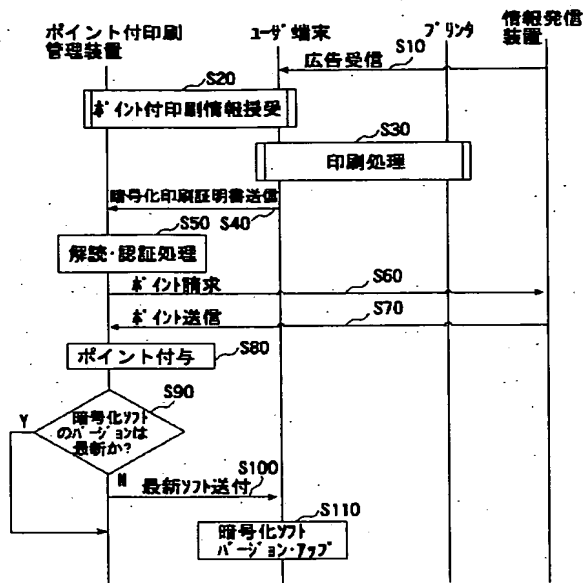 ポイント付印刷
管理装置
ユーザ端末
プリンタ
情報発信
装置
広告受信
S10
S20
ポイント付印刷情報授受
S30
印刷処理
暗号化印刷証明書送信
S40
S50
解読・認証処理
ポイント請求
S60
S70
ポイント送信
ポイント付与
S80
S90
暗号化ソフト
のバージョンは
最新か?
Y
N
最新ソフト送付
S100
S110
暗号化ソフト
バージョン・アップ